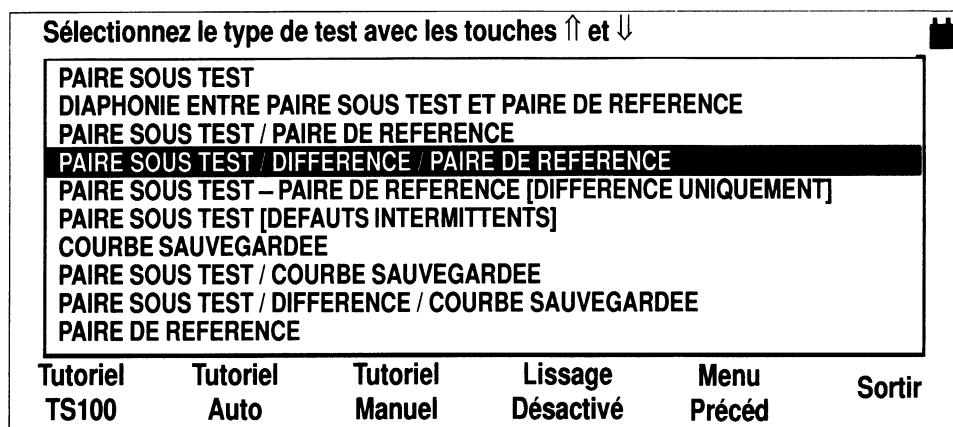 Sélectionnez le type de test avec les touches ⇑ et ⇓
PAIRE SOUS TEST
DIAPHONIE ENTRE PAIRE SOUS TEST ET PAIRE DE REFERENCE
PAIRE SOUS TEST / PAIRE DE REFERENCE
PAIRE SOUS TEST / DIFFERENCE / PAIRE DE REFERENCE
PAIRE SOUS TEST – PAIRE DE REFERENCE [DIFFERENCE UNIQUEMENT]
PAIRE SOUS TEST [DEFAUTS INTERMITTENTS]
COURBE SAUVEGARDEE
PAIRE SOUS TEST / COURBE SAUVEGARDEE
PAIRE SOUS TEST / DIFFERENCE / COURBE SAUVEGARDEE
PAIRE DE REFERENCE
Tutoriel Tutoriel Tutoriel Lissage Menu Sortir
TS100 Auto Manuel Désactivé Précéd